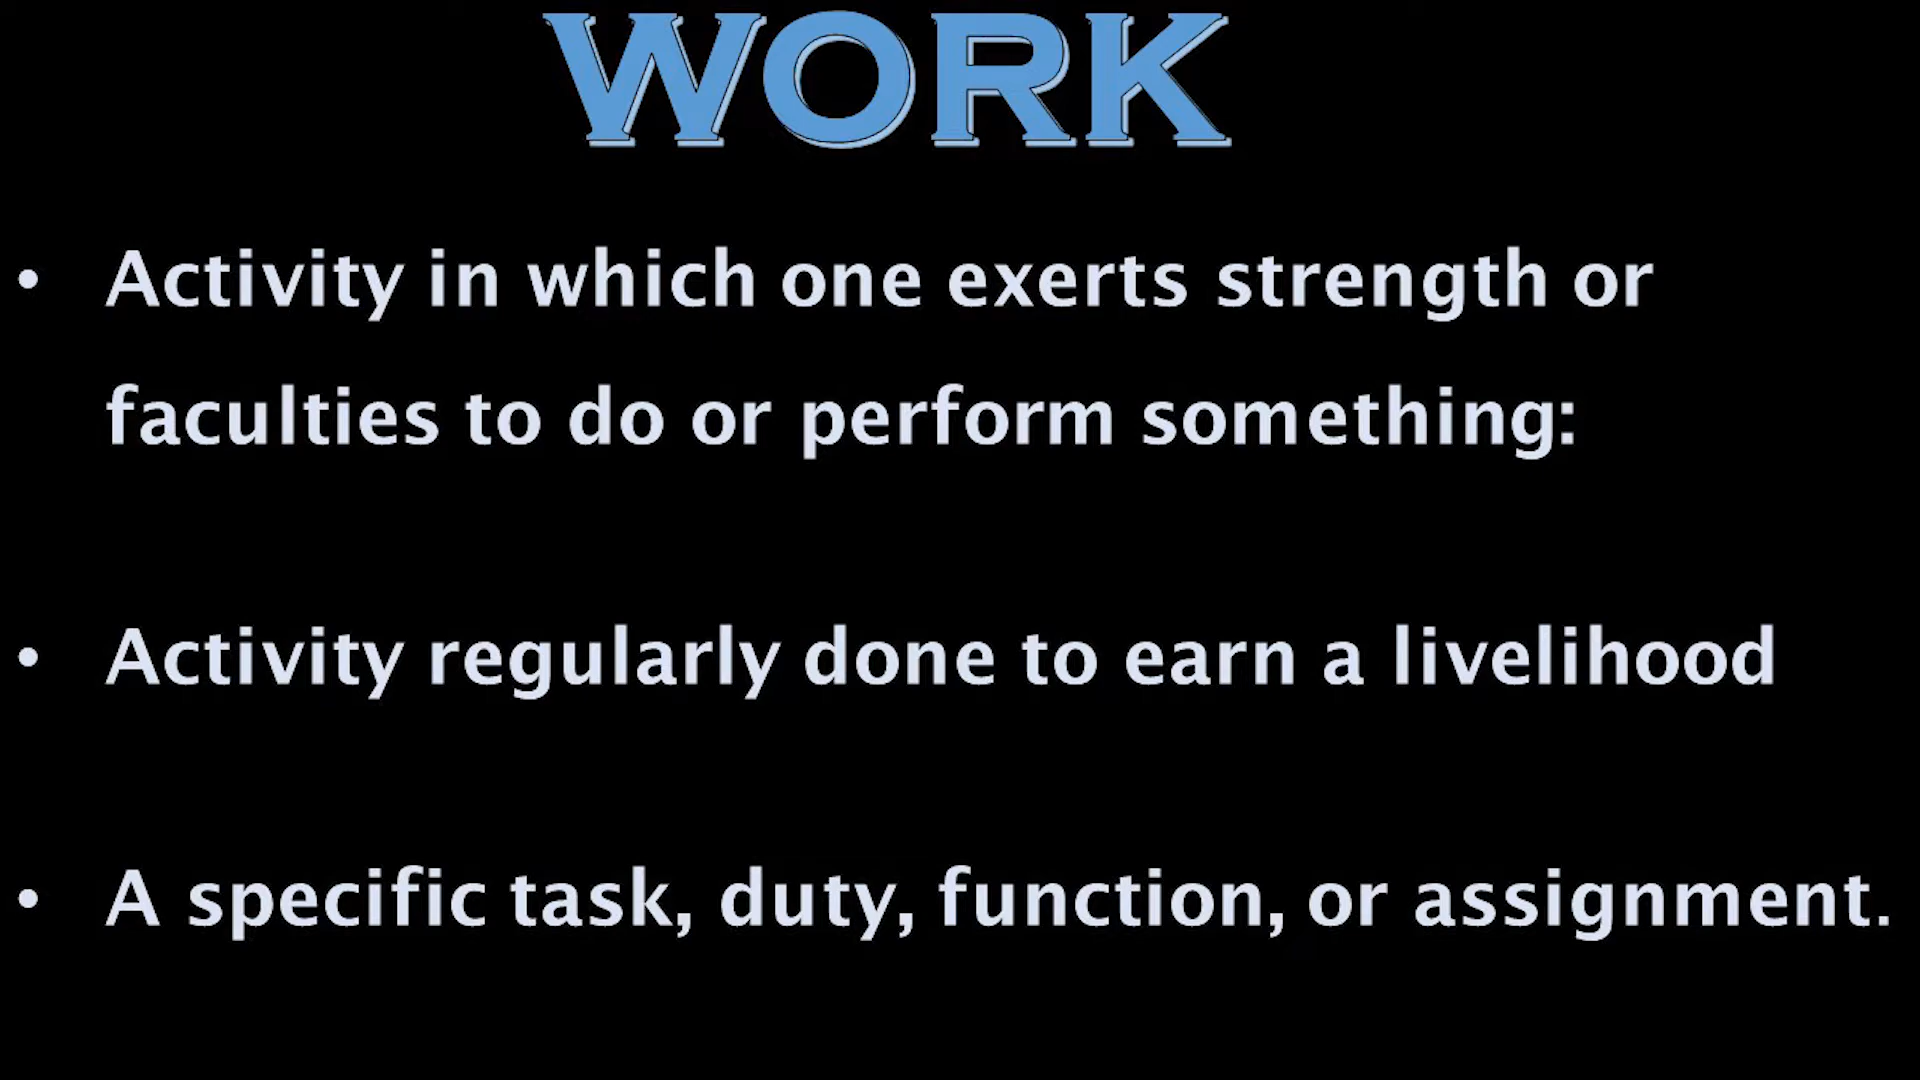 WORK
• Activity in which one exerts strength or
faculties to do or perform something:
• Activity regularly done to earn a livelihood
• A specific task, duty, function, or assignment.